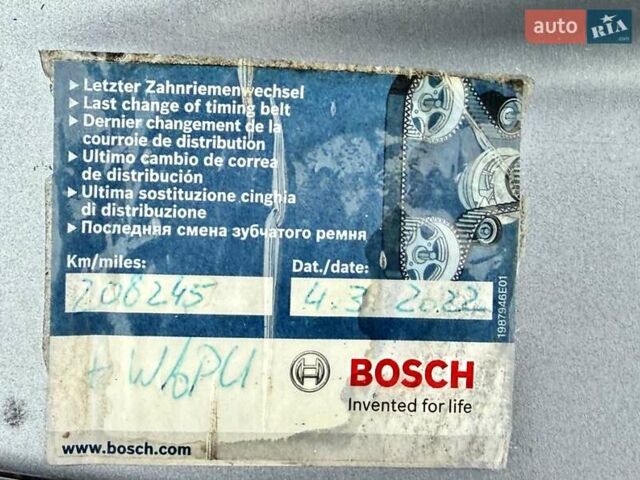 auto RIA.com
▸ Letzter Zahnriemenwechsel
▸ Last change of timing belt
▸ Dernier changement de la
courroie de distribution
▸ Ultimo cambio de correa
de distribución
▸ Ultima sostituzione cinghia
di distribuzione
▸ Последняя смена зубчатого ремня
Km/miles: Dat./date:
206245 4.3 2022
1987946E01
BOSCH
Invented for life
www.bosch.com